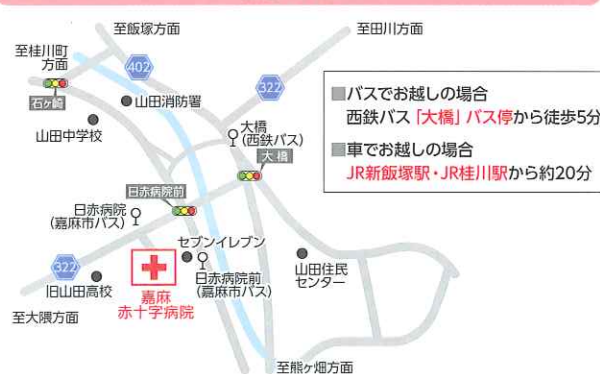 至飯塚方面
至田川方面
至桂川町
方面
402
322
石ヶ崎
山田消防署
山田中学校
大橋
(西鉄バス)
大橋
日赤病院前
日赤病院
(嘉麻市バス)
セブンイレブン
日赤病院前
(嘉麻市バス)
山田住民
センター
322
旧山田高校
嘉麻
赤十字病院
至大隈方面
至熊ヶ畑方面
■バスでお越しの場合
西鉄バス「大橋」バス停から徒歩5分
■車でお越しの場合
JR新飯塚駅・JR桂川駅から約20分